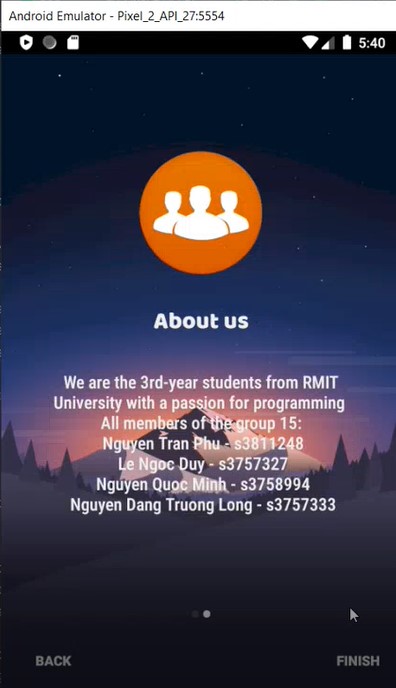 Android Emulator - Pixel_2_API_27:5554
5:40
About us
We are the 3rd-year students from RMIT
University with a passion for programming
All members of the group 15:
Nguyen Tran Phu - s3811248
Le Ngoc Duy - s3757327
Nguyen Quoc Minh - s3758994
Nguyen Dang Truong Long - s3757333
BACK
FINISH